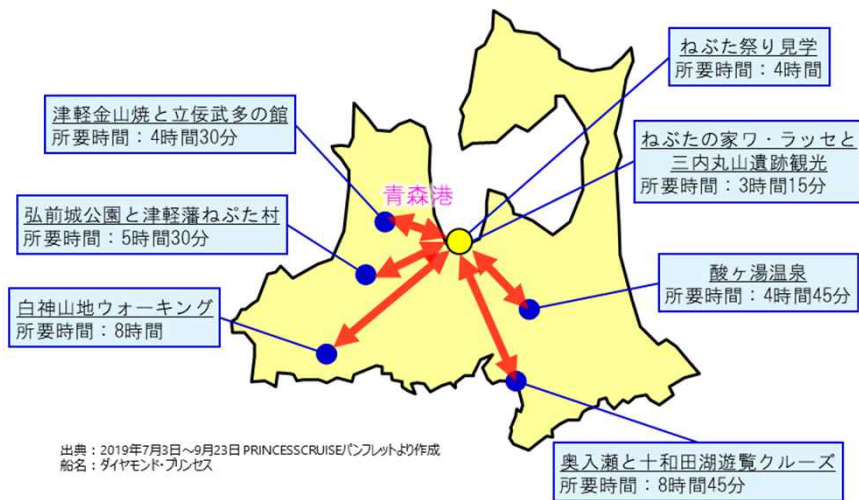 ねぶた祭り見学
所要時間：4時間
津軽金山焼と立佞武多の館
所要時間：4時間30分
ねぶたの家ワ・ラッセと
三内丸山遺跡観光
所要時間：3時間15分
青森港
弘前城公園と津軽藩ねぷた村
所要時間：5時間30分
酸ヶ湯温泉
所要時間：4時間45分
白神山地ウォーキング
所要時間：8時間
出典：2019年7月3日～9月23日 PRINCESSCRUISEパンフレットより作成
船名：ダイヤモンド・プリンセス
奥入瀬と十和田湖遊覧クルーズ
所要時間：8時間45分